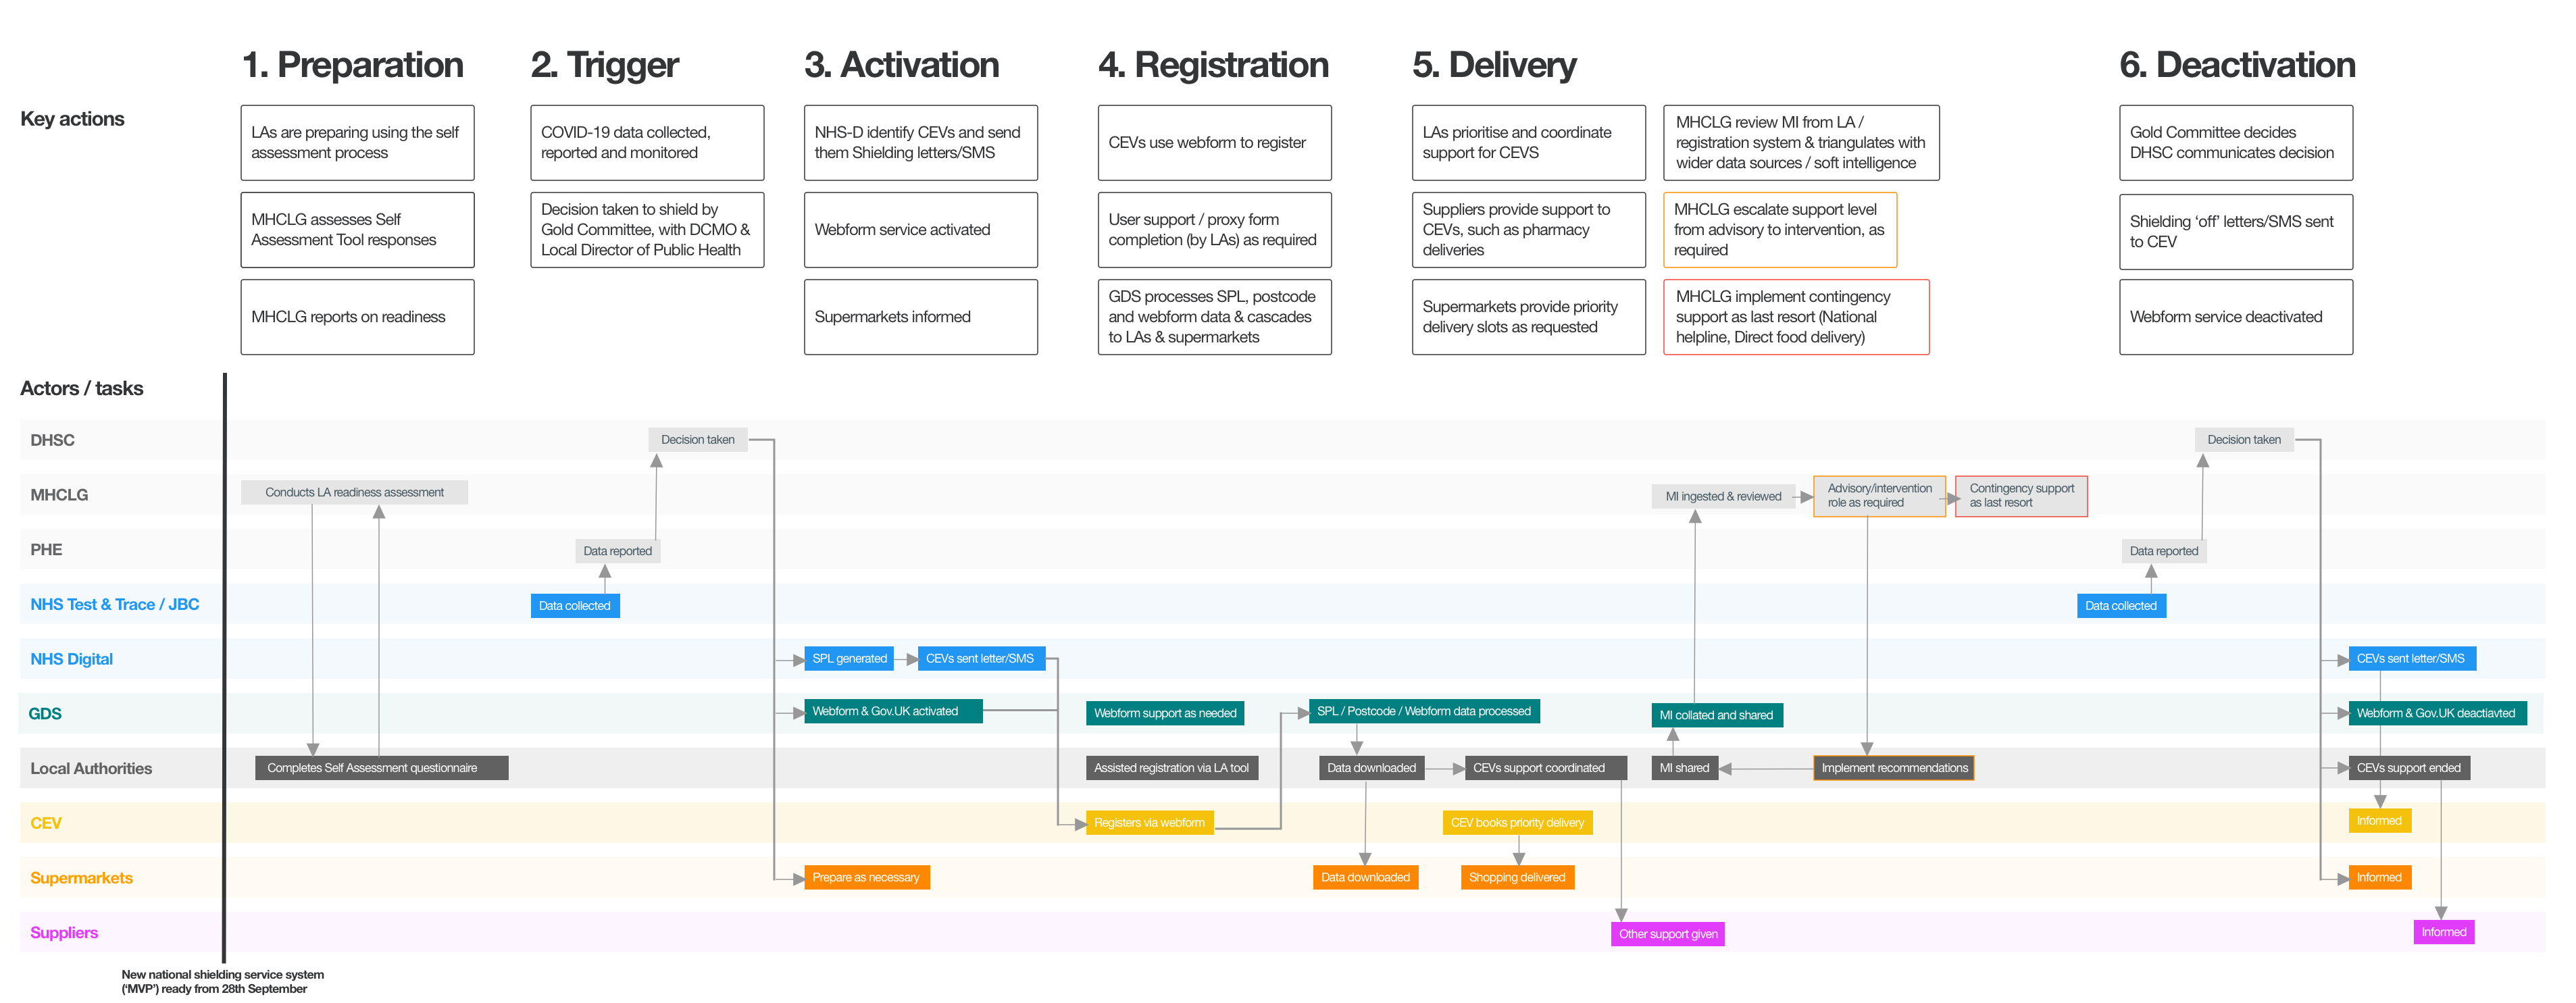 1. Preparation
2. Trigger
3. Activation
4. Registration
5. Delivery
6. Deactivation
Key actions
LAs are preparing using the self
assessment process
MHCLG assesses Self
Assessment Tool responses
MHCLG reports on readiness
COVID-19 data collected,
reported and monitored
Decision taken to shield by
Gold Committee, with DCMO &
Local Director of Public Health
NHS-D identify CEVs and send
them Shielding letters/SMS
Webform service activated
Supermarkets informed
CEVs use webform to register
User support / proxy form
completion (by LAs) as required
GDS processes SPL, postcode
and webform data & cascades
to LAs & supermarkets
LAs prioritise and coordinate
support for CEVS
Suppliers provide support to
CEVs, such as pharmacy
deliveries
Supermarkets provide priority
delivery slots as requested
MHCLG review MI from LA /
registration system & triangulates with
wider data sources / soft intelligence
MHCLG escalate support level
from advisory to intervention, as
required
MHCLG implement contingency
support as last resort (National
helpline, Direct food delivery)
Gold Committee decides
DHSC communicates decision
Shielding ‘off’ letters/SMS sent
to CEV
Webform service deactivated
Actors / tasks
DHSC
Decision taken
Decision taken
MHCLG
Conducts LA readiness assessment
MI ingested & reviewed
Advisory/intervention
role as required
Contingency support
as last resort
PHE
Data reported
Data reported
NHS Test & Trace / JBC
Data collected
Data collected
NHS Digital
SPL generated
CEVs sent letter/SMS
CEVs sent letter/SMS
GDS
Webform & Gov.UK activated
Webform support as needed
SPL / Postcode / Webform data processed
MI collated and shared
Webform & Gov.UK deactiavted
Local Authorities
Completes Self Assessment questionnaire
Assisted registration via LA tool
Data downloaded
CEVs support coordinated
MI shared
Implement recommendations
CEVs support ended
CEV
Registers via webform
CEV books priority delivery
Informed
Supermarkets
Prepare as necessary
Data downloaded
Shopping delivered
Informed
Suppliers
Other support given
Informed
New national shielding service system
(‘MVP’) ready from 28th September